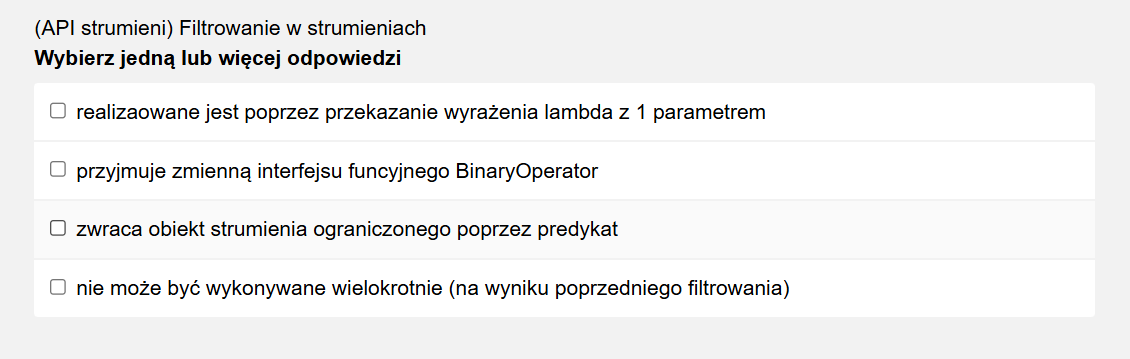 (API strumieni) Filtrowanie w strumieniach
Wybierz jedną lub więcej odpowiedzi
realizaowane jest poprzez przekazanie wyrażenia lambda z 1 parametrem
przyjmuje zmienną interfejsu funcyjnego BinaryOperator
zwraca obiekt strumienia ograniczonego poprzez predykat
nie może być wykonywane wielokrotnie (na wyniku poprzedniego filtrowania)